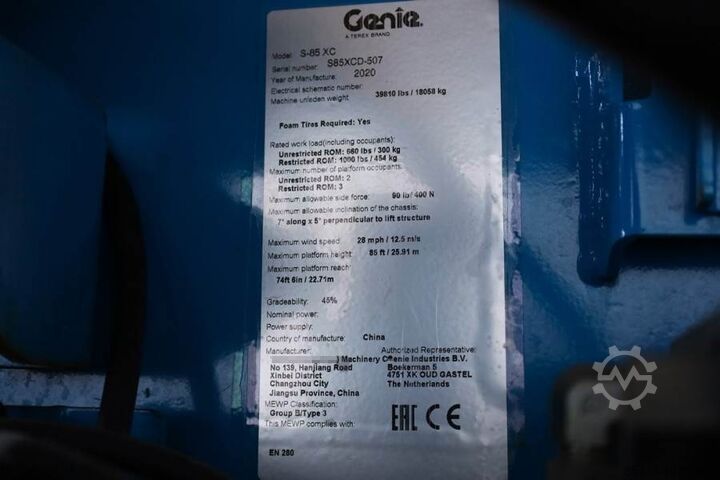 Genie.
A TEREX BRAND
Model: S-85 XC
Serial number: S85XCD-507
Year of Manufacture: 2020
Electrical schematic number:
Machine unladen weight: 39810 lbs / 18058 kg
Foam Tires Required: Yes
Rated work load(including occupants):
Unrestricted ROM: 660 lbs / 300 kg
Restricted ROM: 1000 lbs / 454 kg
Maximum number of platform occupants:
Unrestricted ROM: 2
Restricted ROM: 3
Maximum allowable side force: 90 lb/ 400 N
Maximum allowable inclination of the chassis:
7° along x 5° perpendicular to lift structure
Maximum wind speed: 28 mph / 12.5 m/s
Maximum platform height: 85 ft / 25.91 m
Maximum platform reach:
74ft 6in / 22.71m
Gradeability: 45%
Nominal power:
Power supply:
Country of manufacture: China
Manufacturer: Authorized Representative:
) Machinery Genie Industries B.V.
No 139, Hanjiang Road Boekerman 5
Xinbei District 4751 XK OUD GASTEL
Changzhou City The Netherlands
Jiangsu Province, China
MEWP Classification:
Group B/Type 3
This MEWP complies with:
EAC CE
EN 280